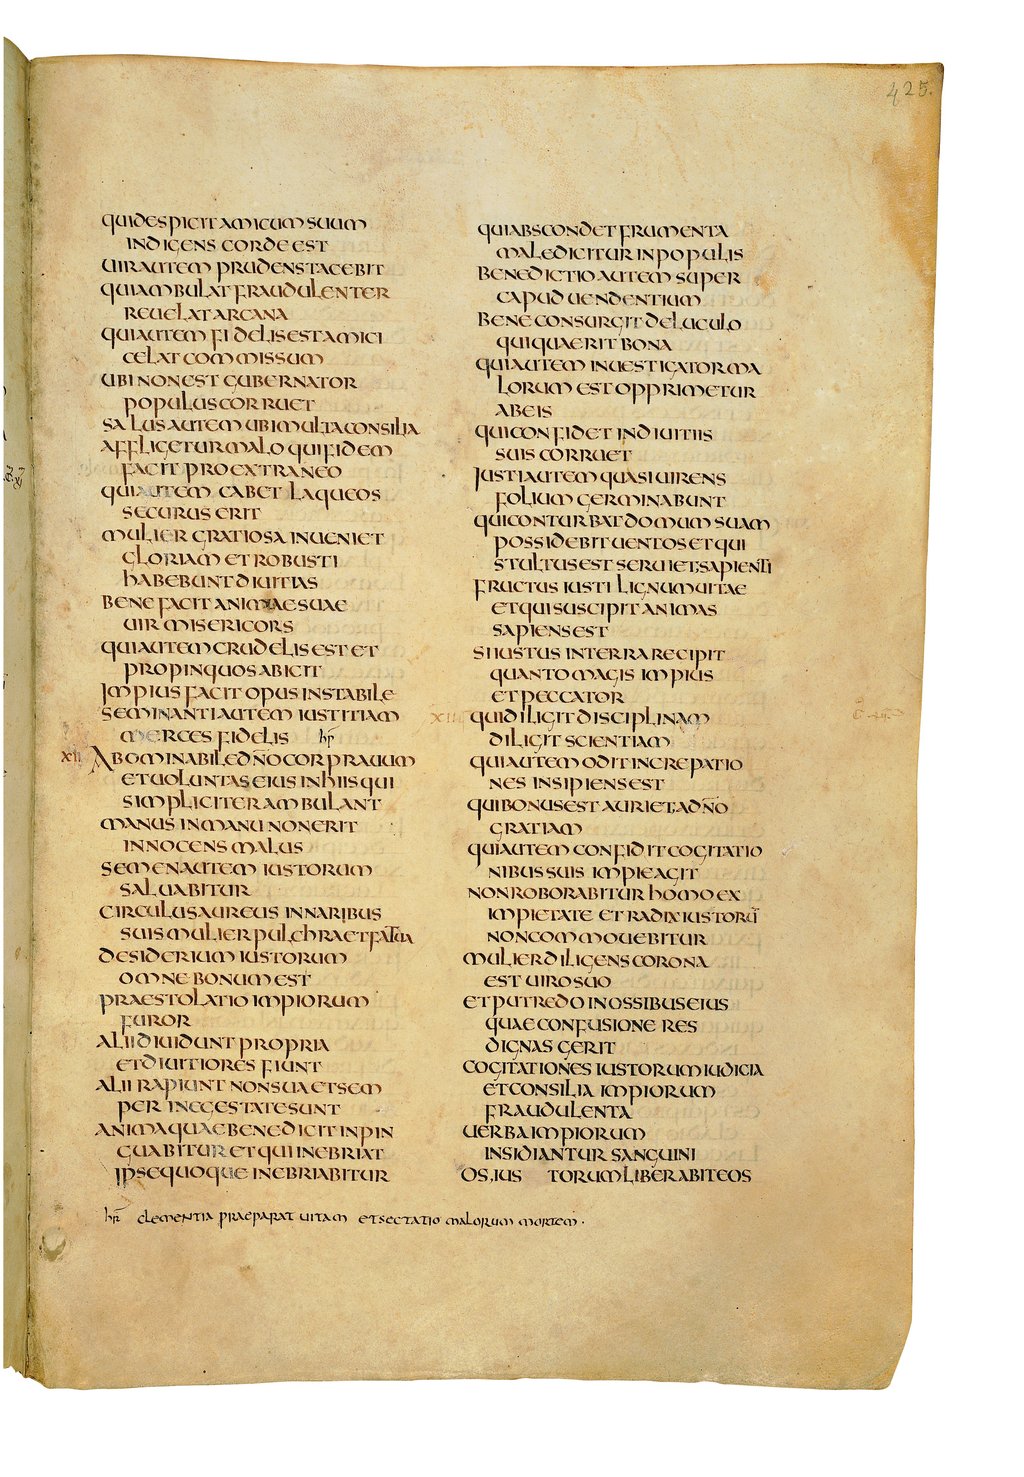 425.
QUI DESPICIT AMICUM SUUM
INDIGENS CORDE EST
UIR AUTEM PRUDENS TACEBIT
QUI AMBULAT FRAUDULENTER
REUELAT ARCANA
QUI AUTEM FIDELIS EST AMICI
CELAT COMMISSUM
UBI NON EST GUBERNATOR
POPULUS CORRUET
SALUS AUTEM UBI MULTA CONSILIA
AFFLIGETUR MALO QUI FIDEM
FACIT PRO EXTRANEO
QUI AUTEM CABET LAQUEOS
SECURUS ERIT
MULIER GRATIOSA INUENIET
GLORIAM ET ROBUSTI
HABEBUNT DIUITIAS
BENE FACIT ANIMAE SUAE
UIR MISERICORS
QUI AUTEM CRUDELIS EST ET
PROPINQUOS ABICIT
IMPIUS FACIT OPUS INSTABILE
SEMINANTI AUTEM IUSTITIAM
MERCES FIDELIS hp̄
XII ABOMINABILE DN̄O COR PRAUUM
ET UOLUNTAS EIUS IN HIIS QUI
SIMPLICITER AMBULANT
MANUS IN MANU NON ERIT
INNOCENS MALUS
SEMEN AUTEM IUSTORUM
SALUABITUR
CIRCULUS AUREUS IN NARIBUS
SUIS MULIER PULCHRA ET FATUA
DESIDERIUM IUSTORUM
OMNE BONUM EST
PRAESTOLATIO IMPIORUM
FUROR
ALII DIUIDUNT PROPRIA
ET DIUITIORES FIUNT
ALII RAPIUNT NON SUA ET SEM
PER IN EGESTATE SUNT
ANIMA QUAE BENEDICIT INPIN
GUABITUR ET QUI INEBRIAT
IPSE QUOQUE INEBRIABITUR
hp̄ CLEMENTIA PRAEPARAT UITAM ET SECTATIO MALORUM MORTEM.
QUI ABSCONDET FRUMENTA
MALEDICITUR IN POPULIS
BENEDICTIO AUTEM SUPER
CAPUD UENDENTIUM
BENE CONSURGIT DELUCULO
QUI QUAERIT BONA
QUI AUTEM INUESTIGATOR MA
LORUM EST OPPRIMETUR
AB EIS
QUI CONFIDET IN DIUITIIS
SUIS CORRUET
IUSTI AUTEM QUASI UIRENS
FOLIUM GERMINABUNT
QUI CONTURBAT DOMUM SUAM
POSSIDEBIT UENTOS ET QUI
STULTUS EST SERUIET SAPIENTI
FRUCTUS IUSTI LIGNUM UITAE
ET QUI SUSCIPIT ANIMAS
SAPIENS EST
SI IUSTUS IN TERRA RECIPIT
QUANTO MAGIS IMPIUS
ET PECCATOR
XIII QUI DILIGIT DISCIPLINAM
DILIGIT SCIENTIAM
QUI AUTEM ODIT INCREPATIO
NES INSIPIENS EST
QUI BONUS EST AURIET A DN̄O
GRATIAM
QUI AUTEM CONFIDIT COGITATIO
NIBUS SUIS IMPIE AGIT
NON ROBORABITUR HOMO EX
IMPIETATE ET RADIX IUSTORŪ
NON COMMOUEBITUR
MULIER DILIGENS CORONA
EST UIRO SUO
ET PUTREDO IN OSSIBUS EIUS
QUAE CONFUSIONE RES
DIGNAS GERIT
COGITATIONES IUSTORUM IUDICIA
ET CONSILIA IMPIORUM
FRAUDULENTA
UERBA IMPIORUM
INSIDIANTUR SANGUINI
OS IUSTORUM LIBERABIT EOS